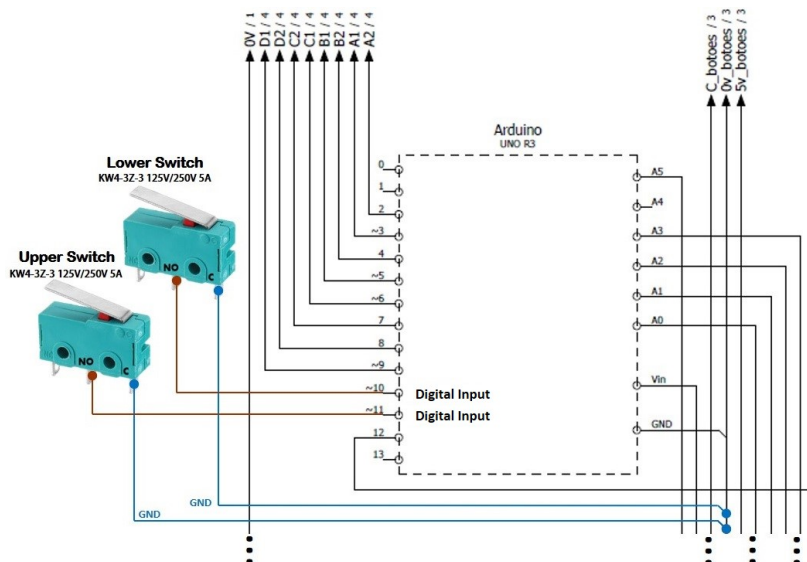 0V / 1
D1 / 4
D2 / 4
C2 / 4
C1 / 4
B1 / 4
B2 / 4
A1 / 4
A2 / 4
C_botoes / 3
0v_botoes / 3
5v_botoes / 3
Arduino
UNO R3
Lower Switch
KW4-3Z-3 125V/250V 5A
NO
C
Upper Switch
KW4-3Z-3 125V/250V 5A
NO
C
0
1
2
~3
4
~5
~6
7
8
~9
~10
~11
12
13
Digital Input
Digital Input
A5
A4
A3
A2
A1
A0
Vin
GND
GND
GND